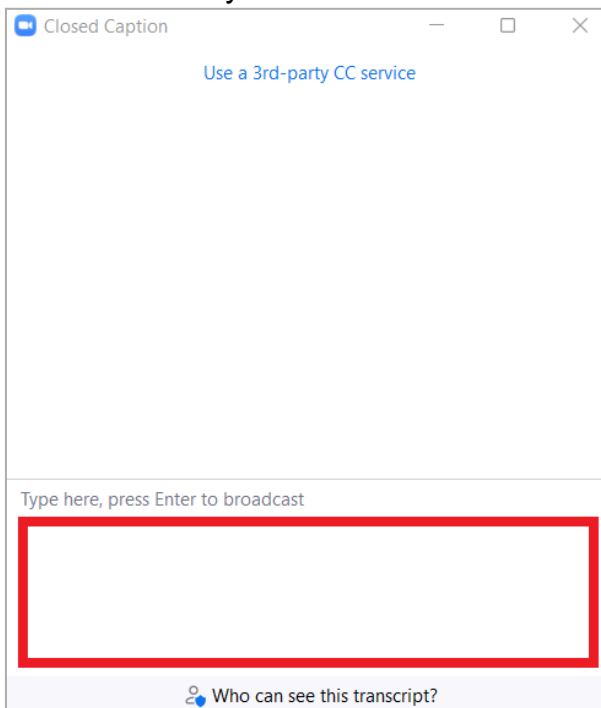 Closed Caption
Use a 3rd-party CC service
Type here, press Enter to broadcast
Who can see this transcript?